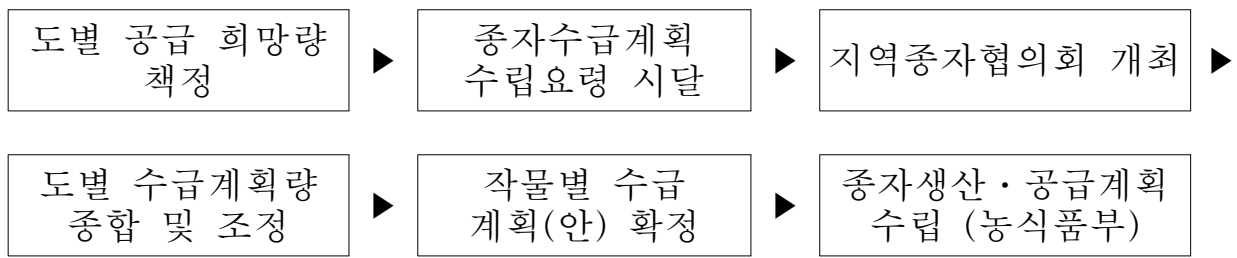 도별 공급 희망량
책정
▶
종자수급계획
수립요령 시달
▶
지역종자협의회 개최
▶
도별 수급계획량
종합 및 조정
▶
작물별 수급
계획(안) 확정
▶
종자생산·공급계획
수립 (농식품부)